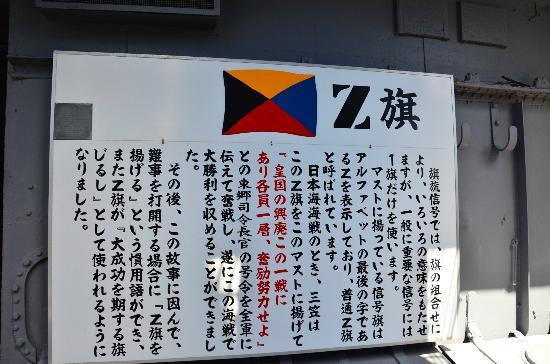 Z旗
旗旒信号では、旗の組合せに
より、いろいろの意味をもたせ
ますが、一般に重要な信号には
1旗だけを使います。
マストに揚っている信号旗は
アルファベットの最後の字であ
るZを表示しており、普通Z旗
と呼ばれています。
日本海海戦のとき、三笠は
このZ旗をこのマストに揚げて
「皇国の興廃この一戦に
あり各員一層、奮励努力せよ」
との東郷司令長官の号令を全軍に
伝えて奮戦し、遂にこの海戦で
大勝利を収めることができまし
た。
その後、この故事に因んで、
難事を打開する場合に「Z旗を
揚げる」という慣用語ができ、
またZ旗が「大成功を期する旗
じるし」として使われるように
なりました。